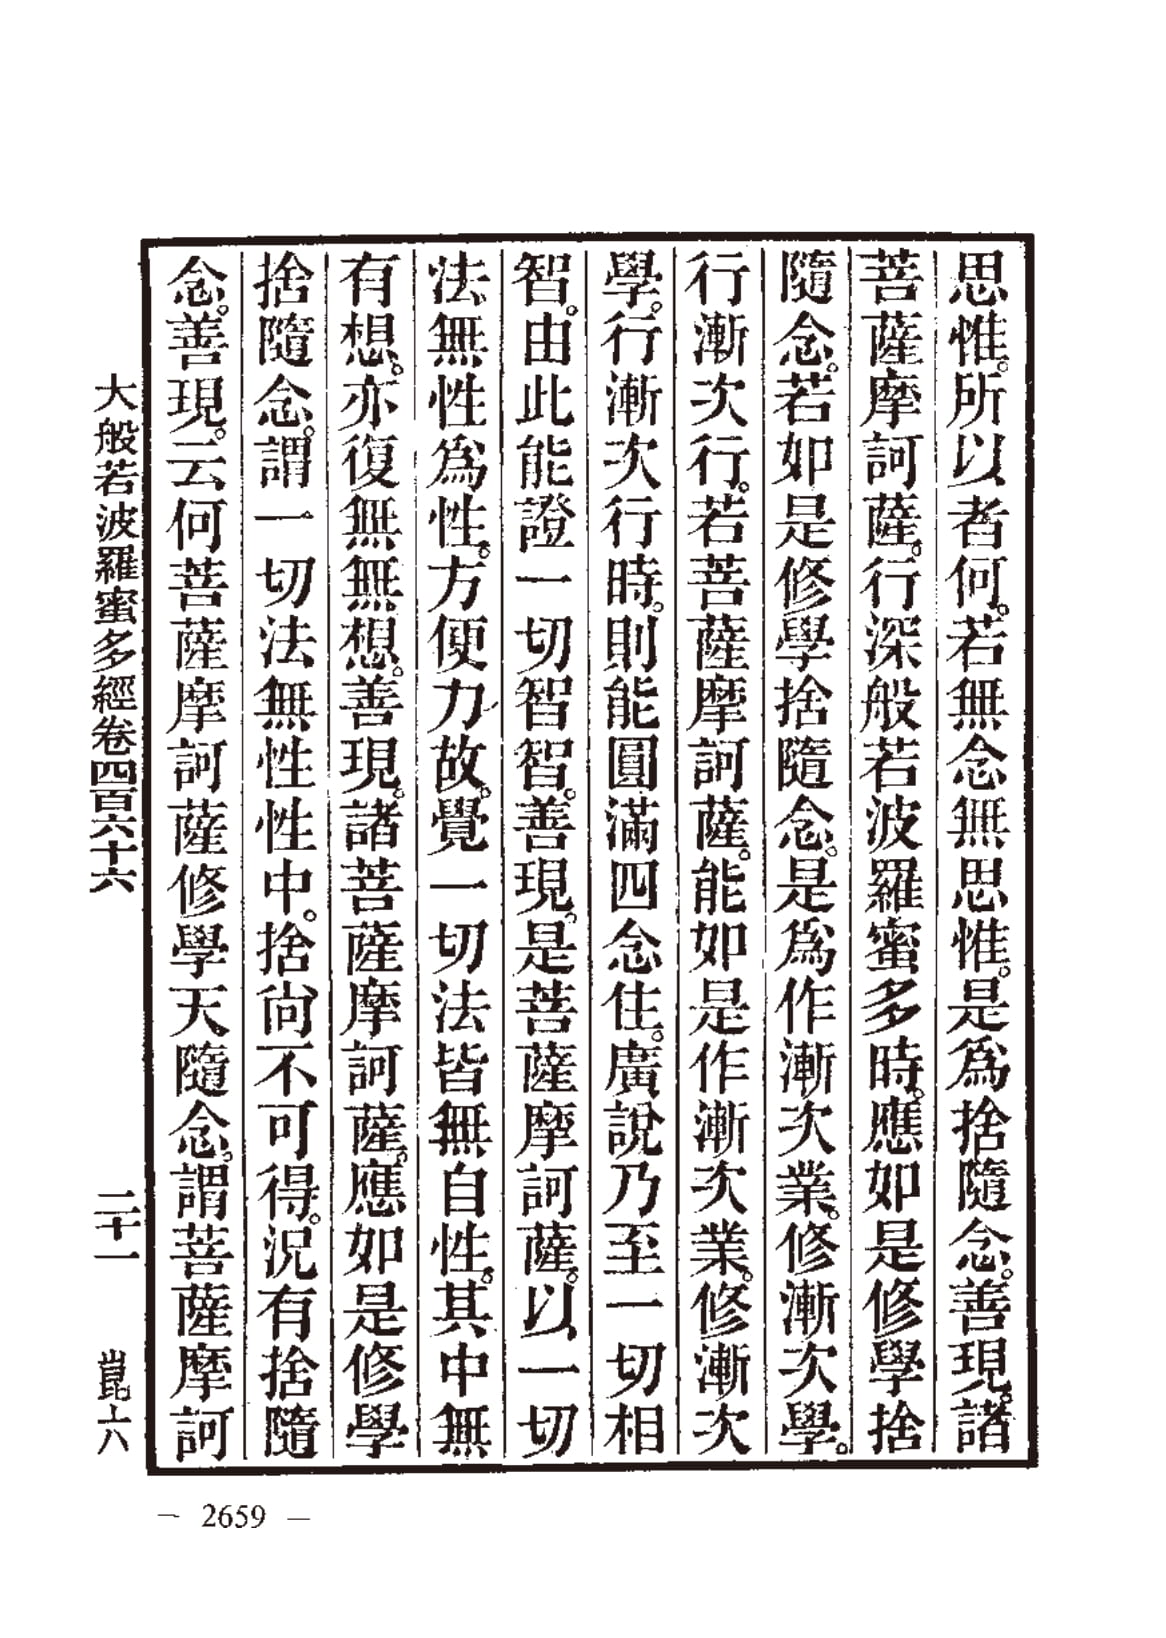 思惟。所以者何。若無念無思惟。是為捨隨念。善現。諸
菩薩摩訶薩。行深般若波羅蜜多時。應如是修學捨
隨念。若如是修學捨隨念。是為作漸次業。修漸次學。
行漸次行。若菩薩摩訶薩。能如是作漸次業。修漸次
學。行漸次行時。則能圓滿四念住。廣說乃至一切相
智。由此能證一切智智。善現。是菩薩摩訶薩。以一切
法無性為性。方便力故。覺一切法皆無自性。其中無
有想。亦復無無想。善現。諸菩薩摩訶薩。應如是修學
捨隨念。謂一切法無性性中。捨尚不可得。況有捨隨
念。善現。云何菩薩摩訶薩修學天隨念。謂菩薩摩訶
大般若波羅蜜多經卷四百六十六 二十一 崑六
— 2659 —